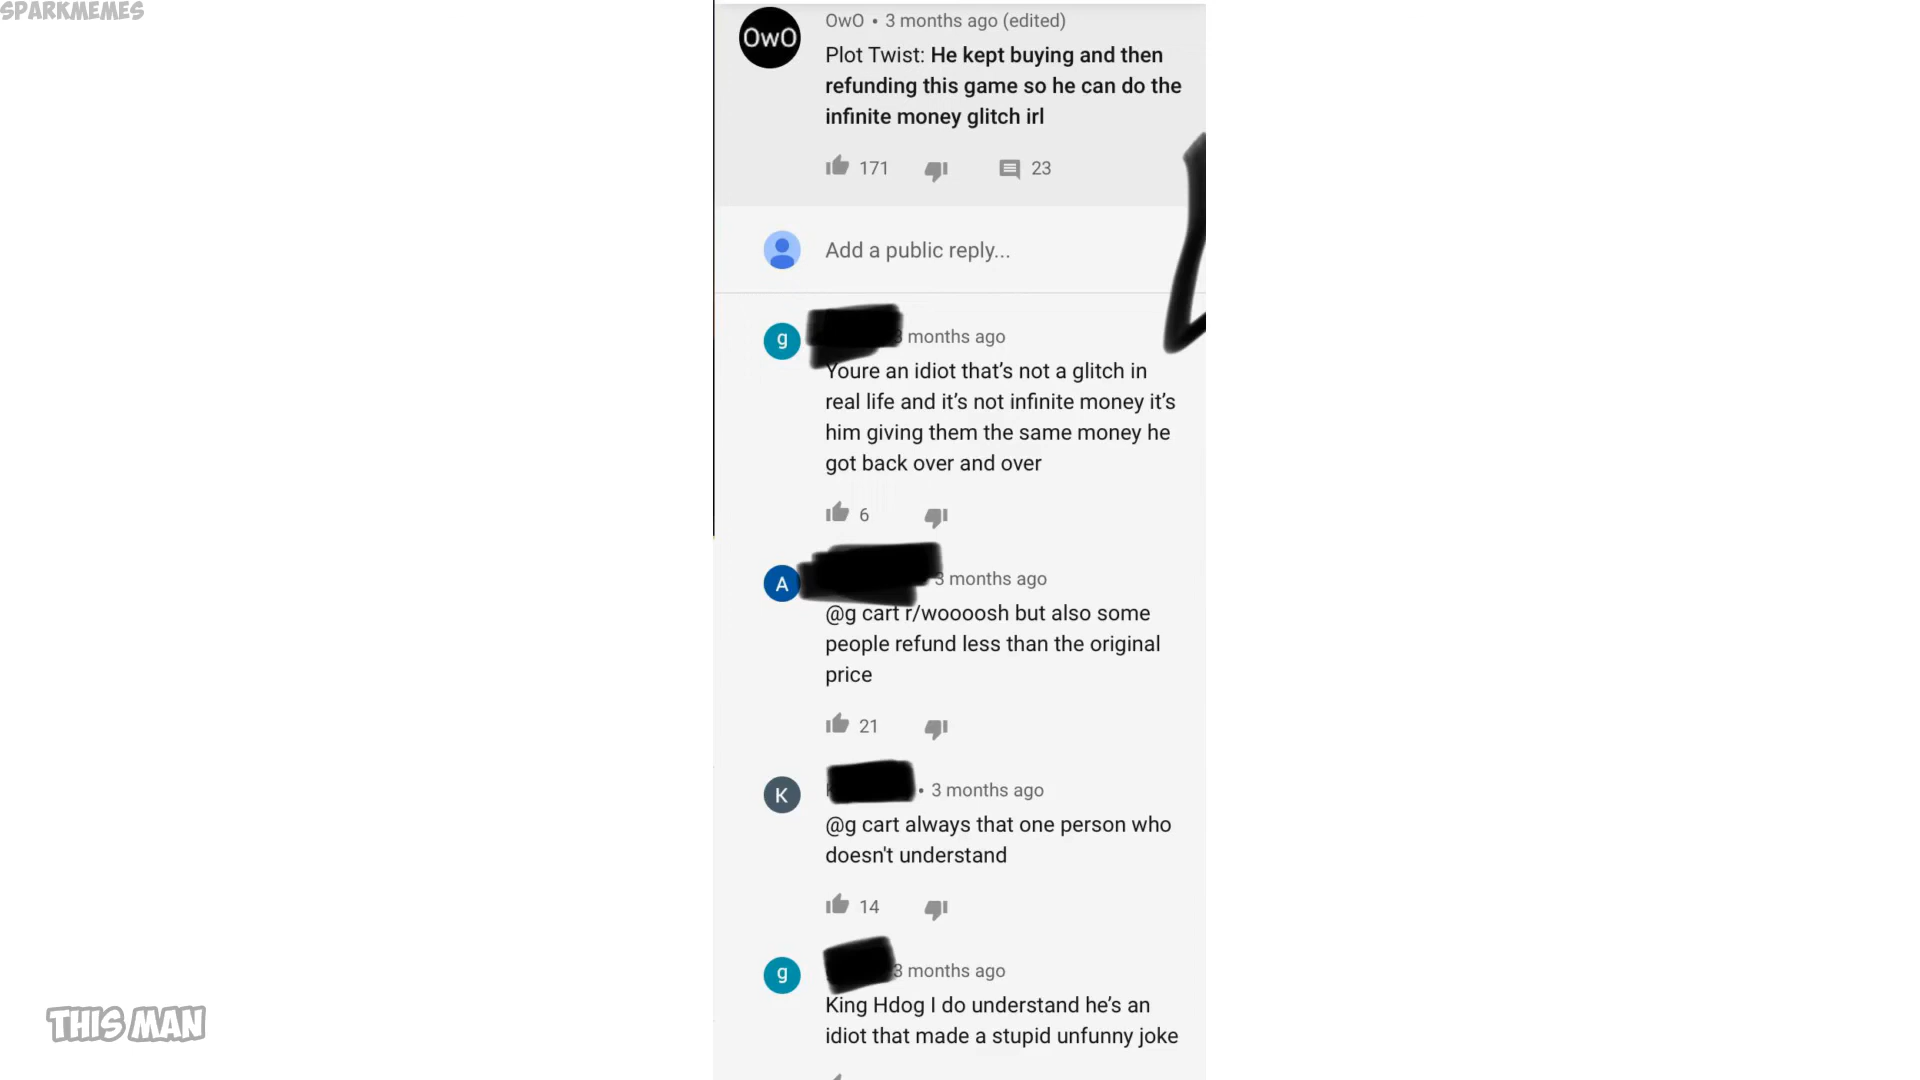 SPARKMEMES
OwO
OwO • 3 months ago (edited)
Plot Twist: He kept buying and then
refunding this game so he can do the
infinite money glitch irl
171
23
Add a public reply...
g
months ago
Youre an idiot that’s not a glitch in
real life and it’s not infinite money it’s
him giving them the same money he
got back over and over
6
A
3 months ago
@g cart r/woooosh but also some
people refund less than the original
price
21
K
• 3 months ago
@g cart always that one person who
doesn't understand
14
g
3 months ago
King Hdog I do understand he’s an
idiot that made a stupid unfunny joke
THIS MAN